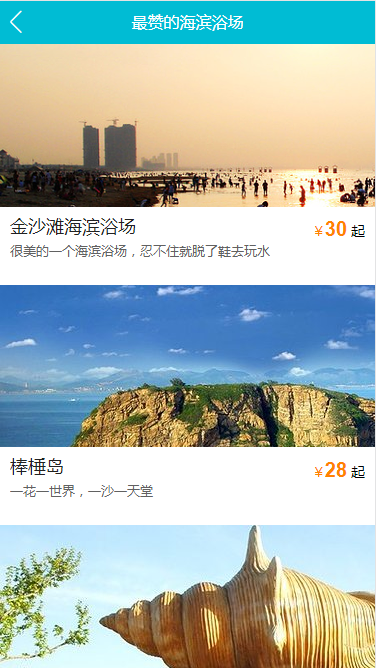 最赞的海滨浴场
金沙滩海滨浴场
¥30 起
很美的一个海滨浴场，忍不住就脱了鞋去玩水
棒棰岛
¥28 起
一花一世界，一沙一天堂